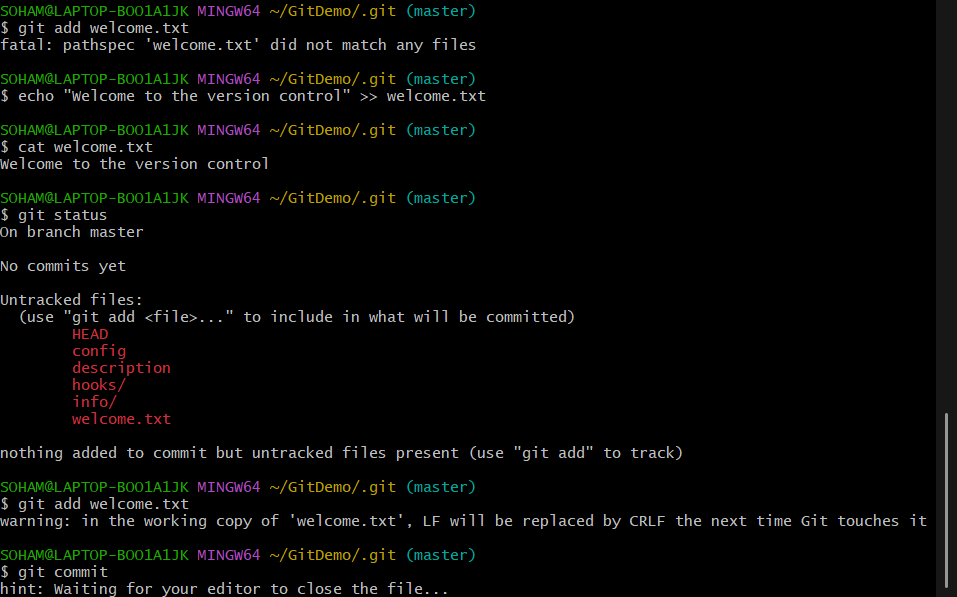 SOHAM@LAPTOP-BOO1A1JK MINGW64 ~/GitDemo/.git (master)
$ git add welcome.txt
fatal: pathspec 'welcome.txt' did not match any files
SOHAM@LAPTOP-BOO1A1JK MINGW64 ~/GitDemo/.git (master)
$ echo "Welcome to the version control" >> welcome.txt
SOHAM@LAPTOP-BOO1A1JK MINGW64 ~/GitDemo/.git (master)
$ cat welcome.txt
Welcome to the version control
SOHAM@LAPTOP-BOO1A1JK MINGW64 ~/GitDemo/.git (master)
$ git status
On branch master
No commits yet
Untracked files:
  (use "git add <file>..." to include in what will be committed)
        HEAD
        config
        description
        hooks/
        info/
        welcome.txt
nothing added to commit but untracked files present (use "git add" to track)
SOHAM@LAPTOP-BOO1A1JK MINGW64 ~/GitDemo/.git (master)
$ git add welcome.txt
warning: in the working copy of 'welcome.txt', LF will be replaced by CRLF the next time Git touches it
SOHAM@LAPTOP-BOO1A1JK MINGW64 ~/GitDemo/.git (master)
$ git commit
hint: Waiting for your editor to close the file...